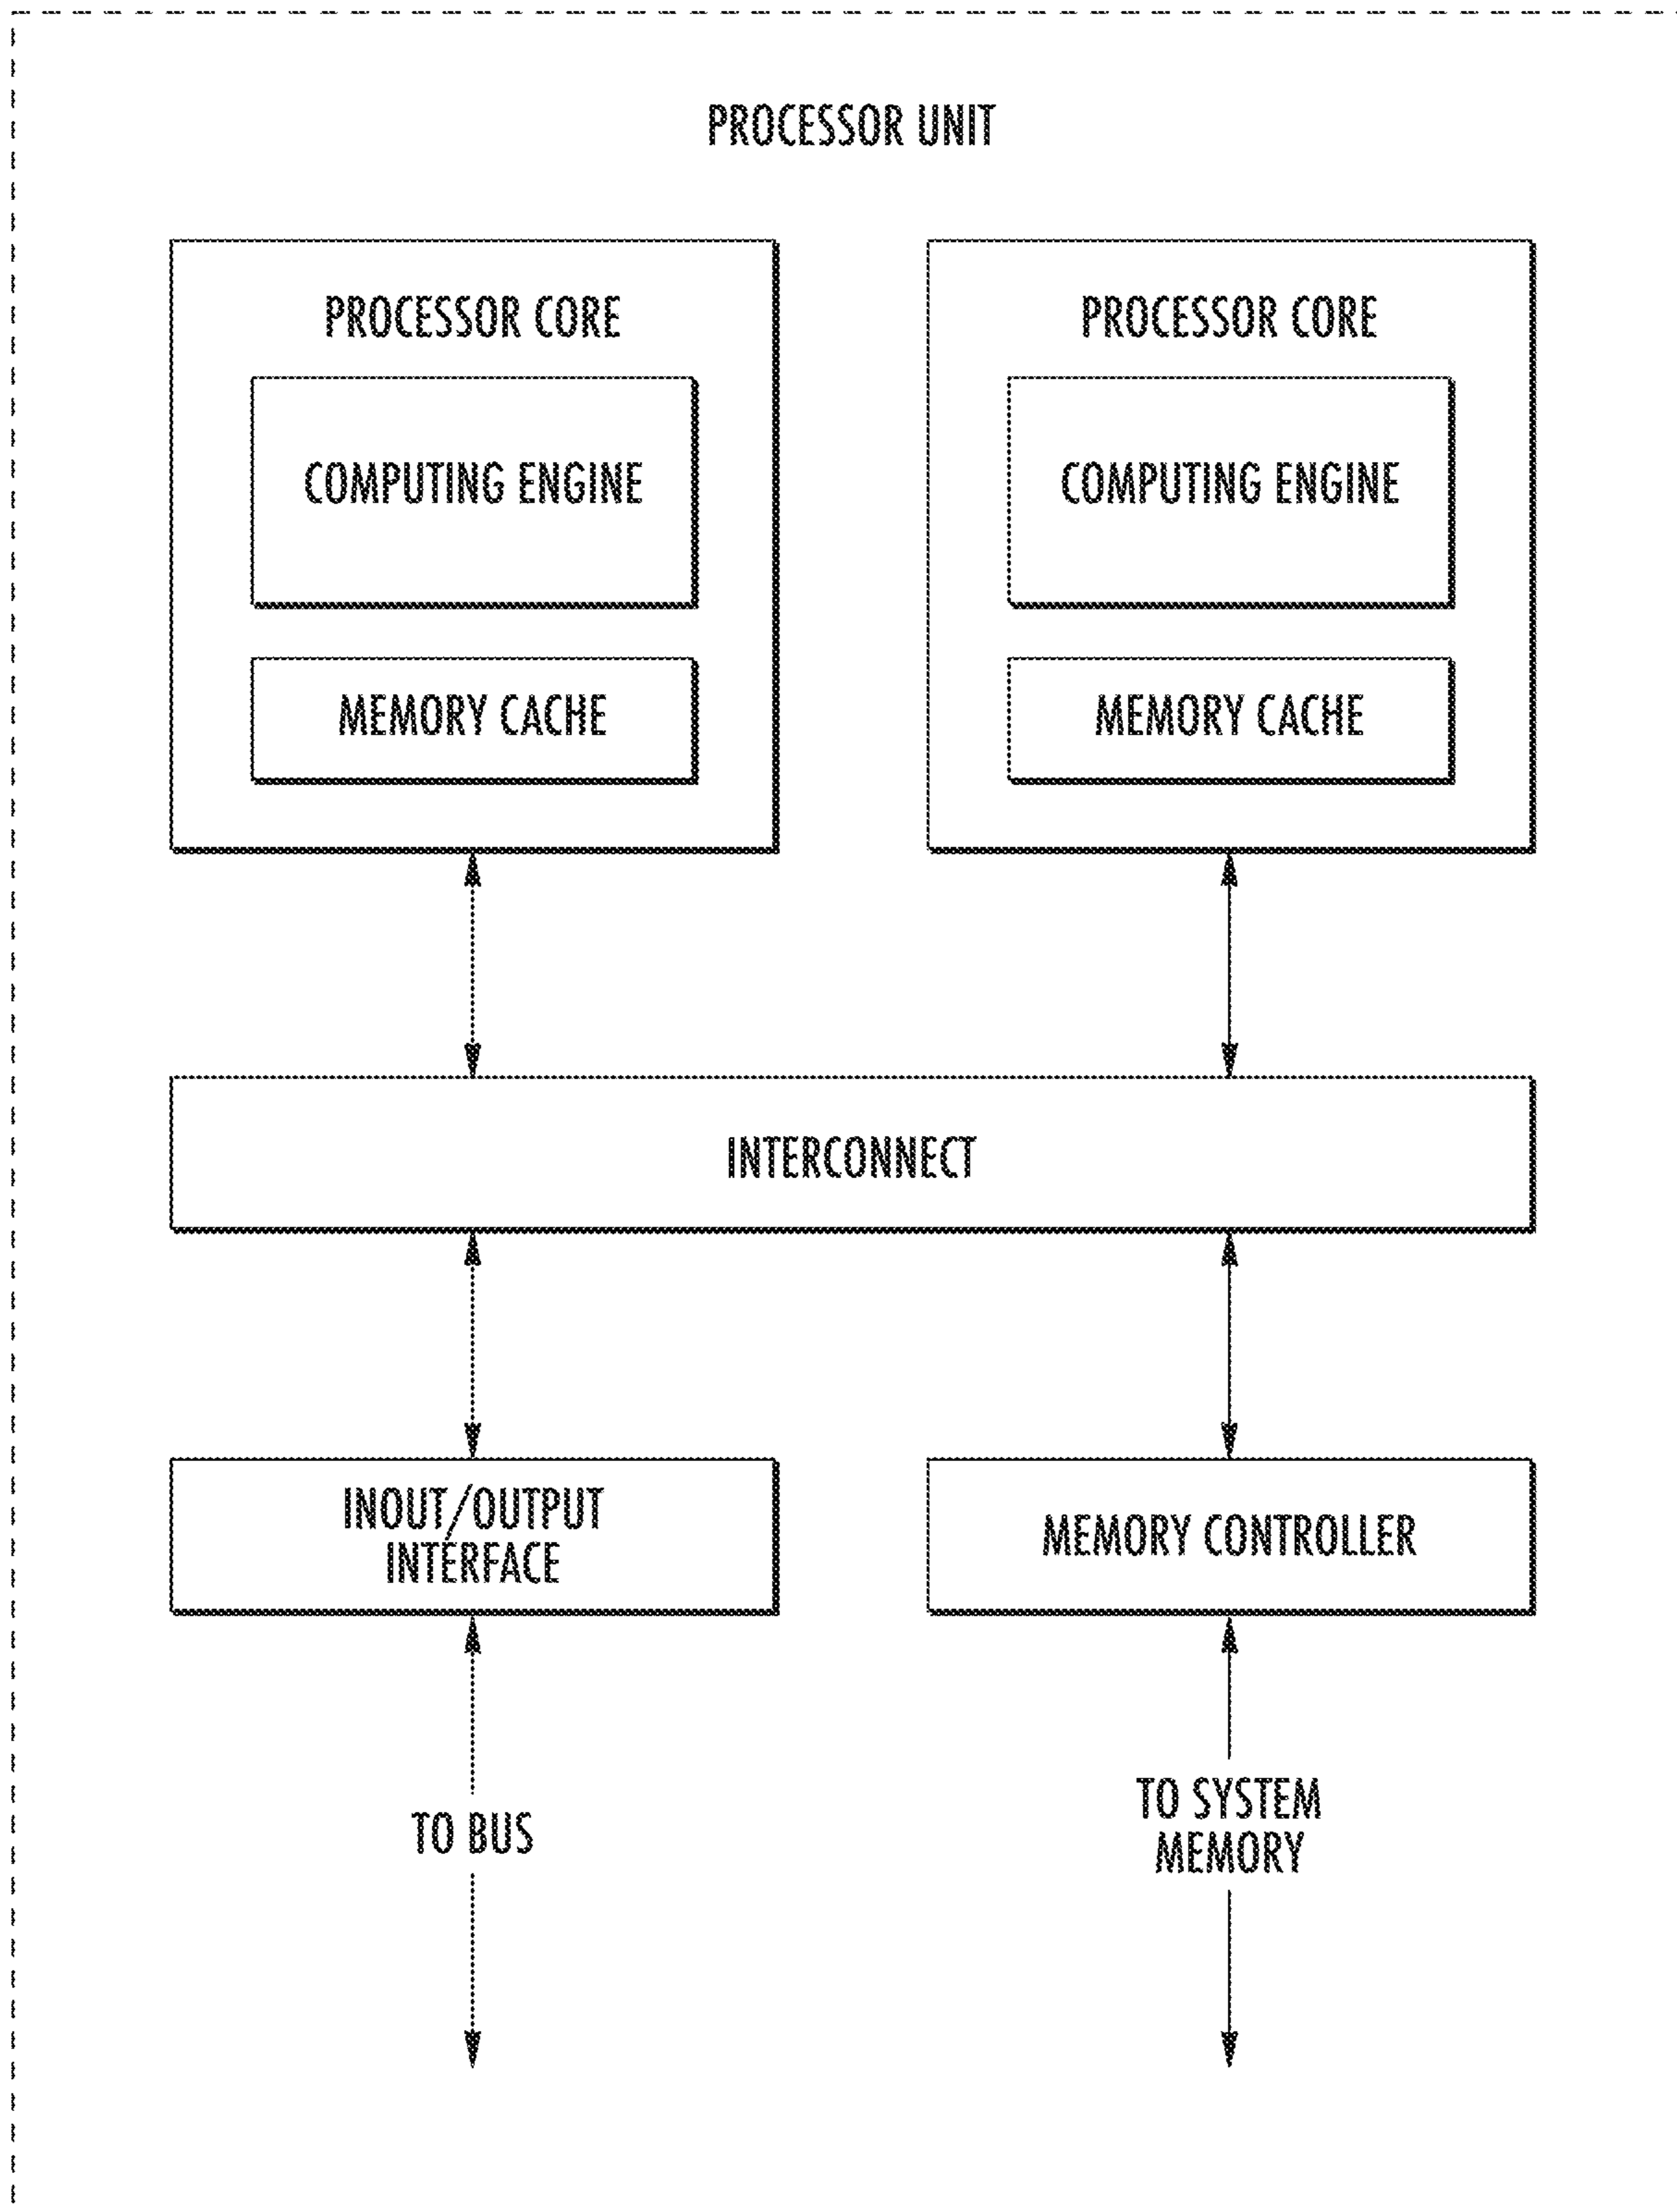 PROCESSOR UNIT
PROCESSOR CORE
COMPUTING ENGINE
MEMORY CACHE
PROCESSOR CORE
COMPUTING ENGINE
MEMORY CACHE
INTERCONNECT
INOUT/OUTPUT
INTERFACE
MEMORY CONTROLLER
TO BUS
TO SYSTEM
MEMORY